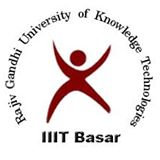 Rajiv Gandhi University of Knowledge Technologies
IIIT Basar